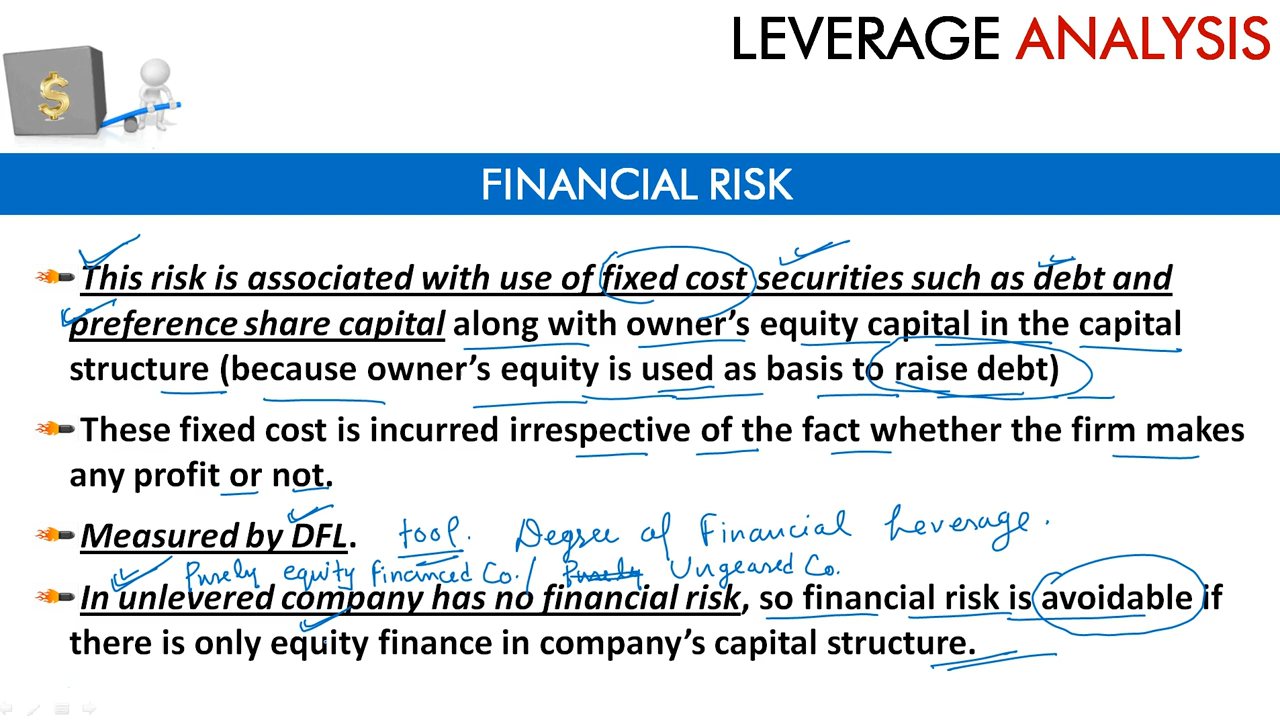 LEVERAGE ANALYSIS
$
FINANCIAL RISK
This risk is associated with use of fixed cost securities such as debt and
preference share capital along with owner's equity capital in the capital
structure (because owner's equity is used as basis to raise debt)
These fixed cost is incurred irrespective of the fact whether the firm makes
any profit or not.
Measured by DFL. tool. Degree of Financial Leverage.
Purely equity financed Co. / Purely Ungeared Co.
In unlevered company has no financial risk, so financial risk is avoidable if
there is only equity finance in company's capital structure.